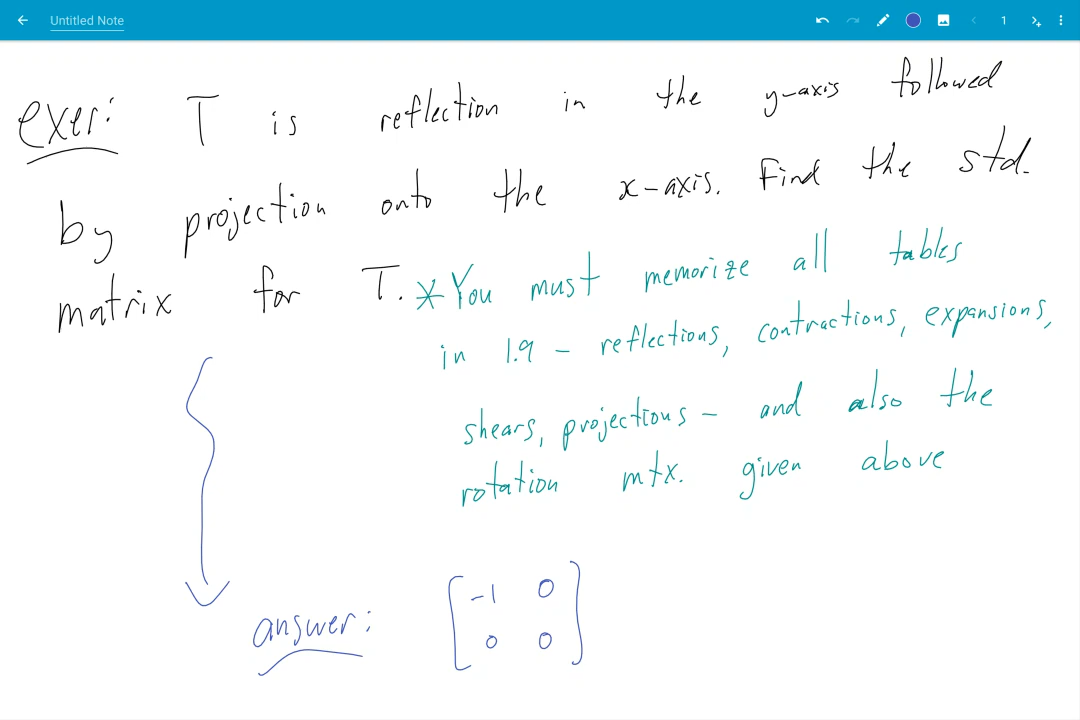 Untitled Note
1
exer: T is reflection in the y-axis followed
by projection onto the x-axis. Find the std.
matrix for T. *You must memorize all tables
in 1.9 - reflections, contractions, expansions,
shears, projections - and also the
rotation mtx. given above
answer: [-1 0
0 0]